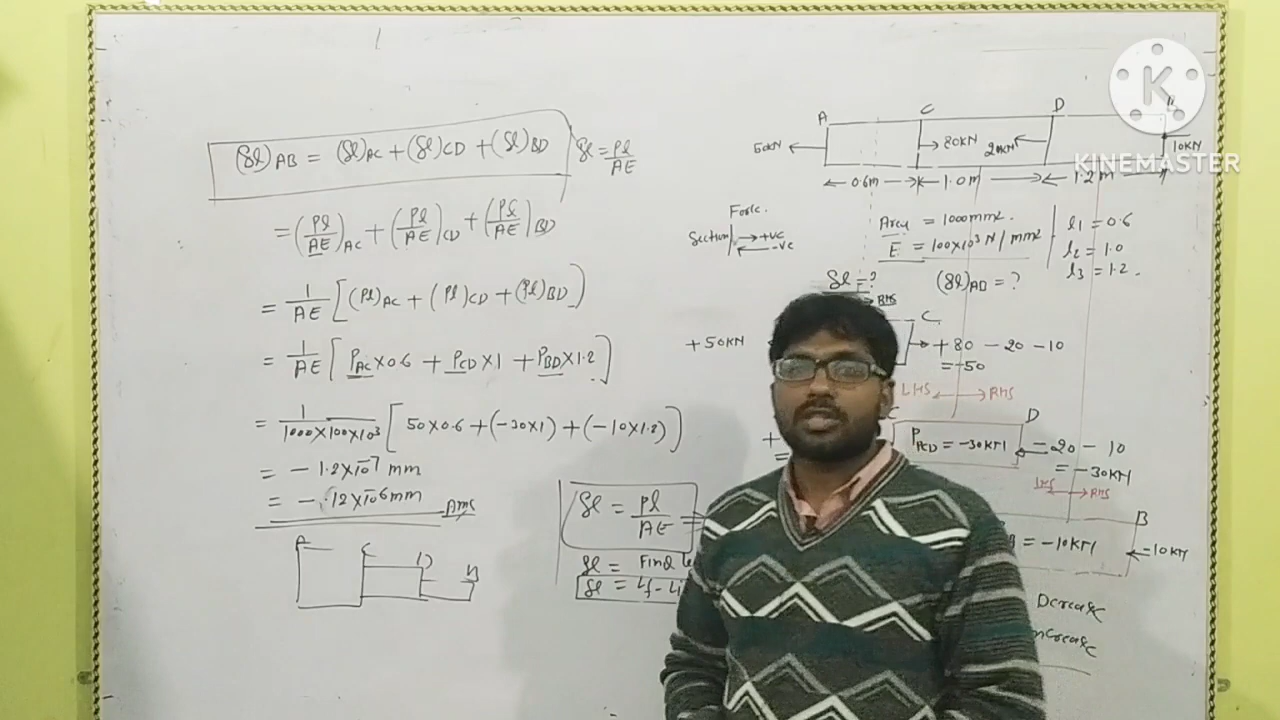 (δl)AB = (δl)AC + (δl)CD + (δl)BD
δl = Pl/AE
= (Pl/AE)AC + (Pl/AE)CD + (Pl/AE)BD
= 1/AE [(Pl)AC + (Pl)CD + (Pl)BD]
= 1/AE [PAC×0.6 + PCD×1 + PBD×1.2]
= 1/1000×100×10³ [50×0.6 + (-30×1) + (-10×1.2)]
= -1.2×10⁻⁷ mm
= -.12×10⁻⁶ mm Ans
A C D B
δl = Pl/AE
δl = Find
δl = Lf - Li
A C D B
50KN 80KN 20KN 10KN
0.6m 1.0m 1.2m
Force.
Section +ve
-ve
Area = 1000mm².
E = 100×10³ N/mm²
l1 = 0.6
l2 = 1.0
l3 = 1.2.
δl = ? (δl)AB = ?
RHS
C
+50KN +80 - 20 - 10
= 50
LHS RHS
C D
PCD = -30KN = -20 - 10
= -30KN
LHS RHS
B
= -10KN = -10KN
Decrease
increase
K
KINEMASTER